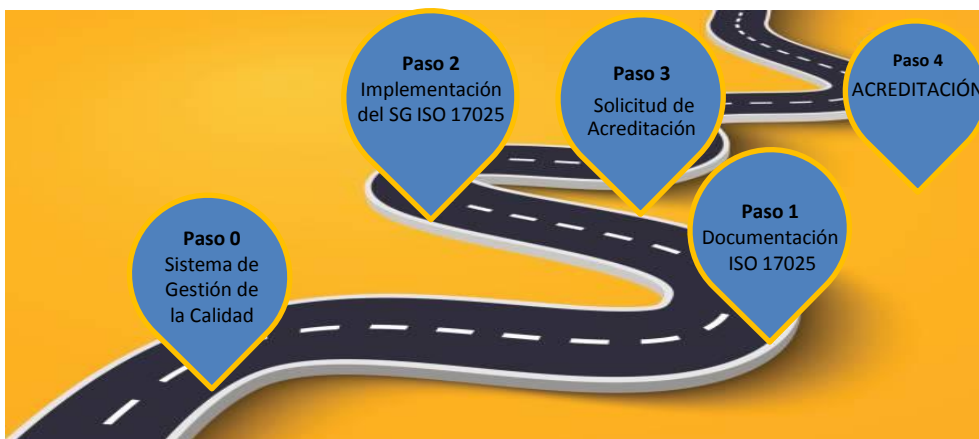 Paso 0
Sistema de
Gestión de
la Calidad
Paso 1
Documentación
ISO 17025
Paso 2
Implementación
del SG ISO 17025
Paso 3
Solicitud de
Acreditación
Paso 4
ACREDITACIÓN